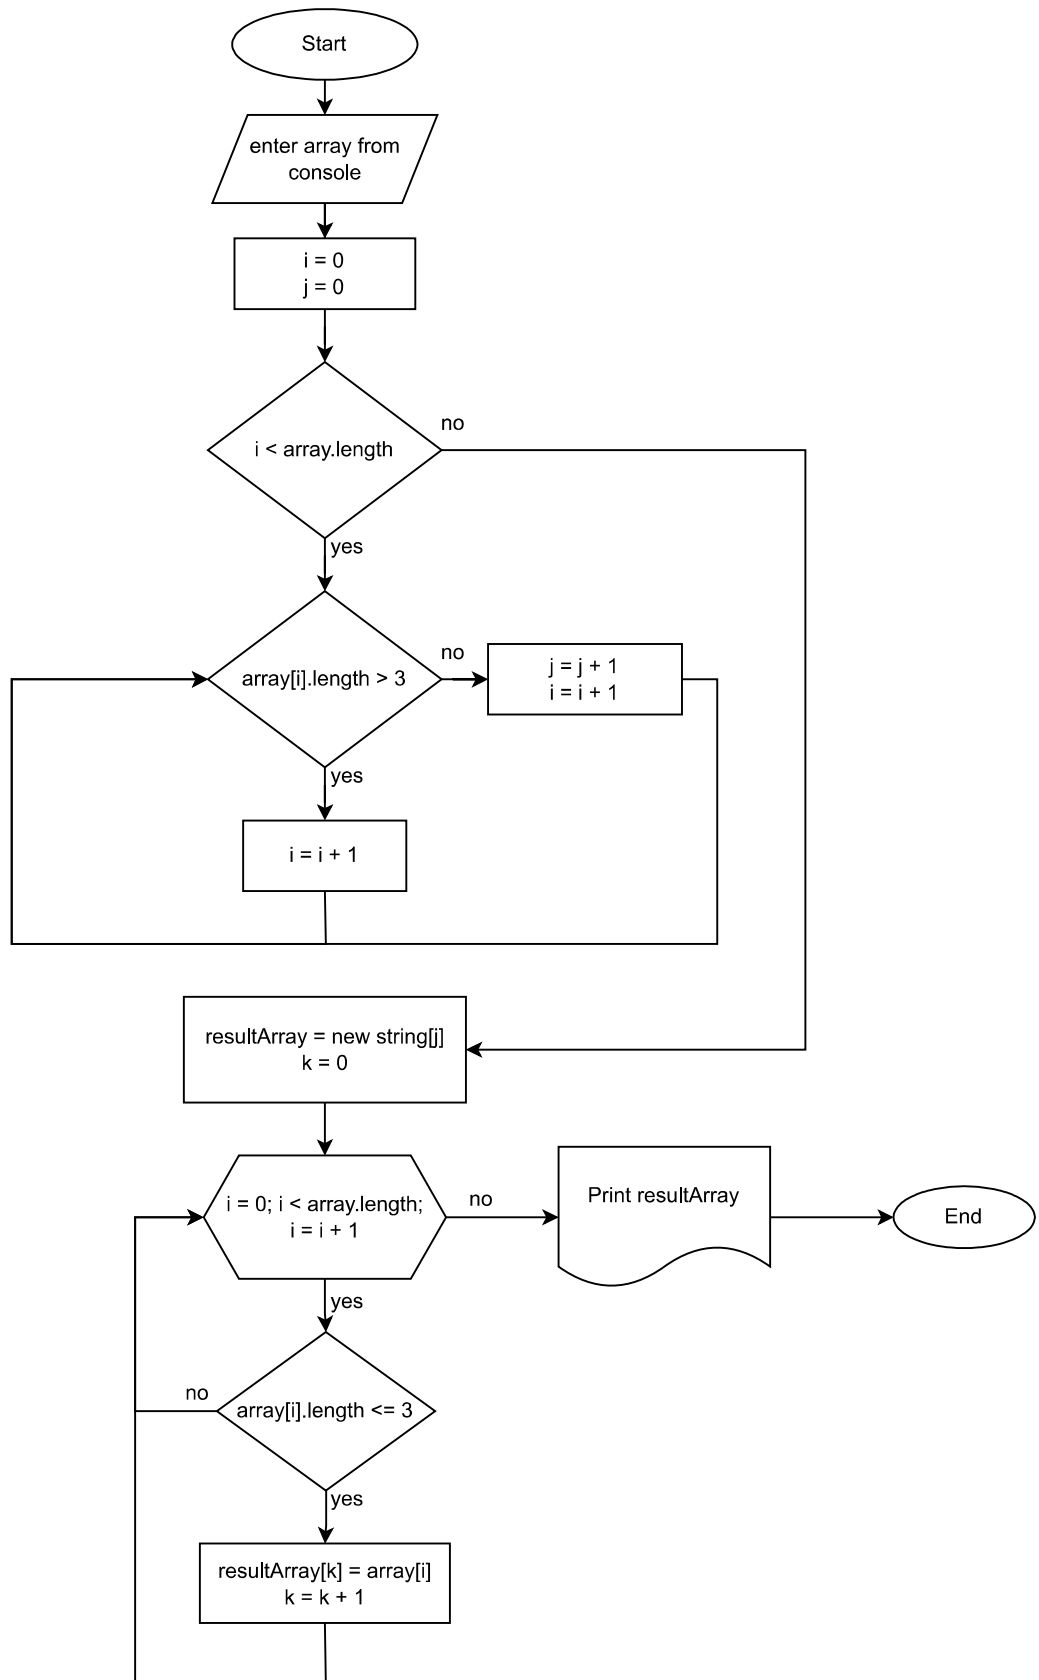 Start
enter array from
console
i = 0
j = 0
i < array.length
no
yes
array[i].length > 3
no
j = j + 1
i = i + 1
yes
i = i + 1
resultArray = new string[j]
k = 0
i = 0; i < array.length;
i = i + 1
no
Print resultArray
End
yes
no
array[i].length <= 3
yes
resultArray[k] = array[i]
k = k + 1